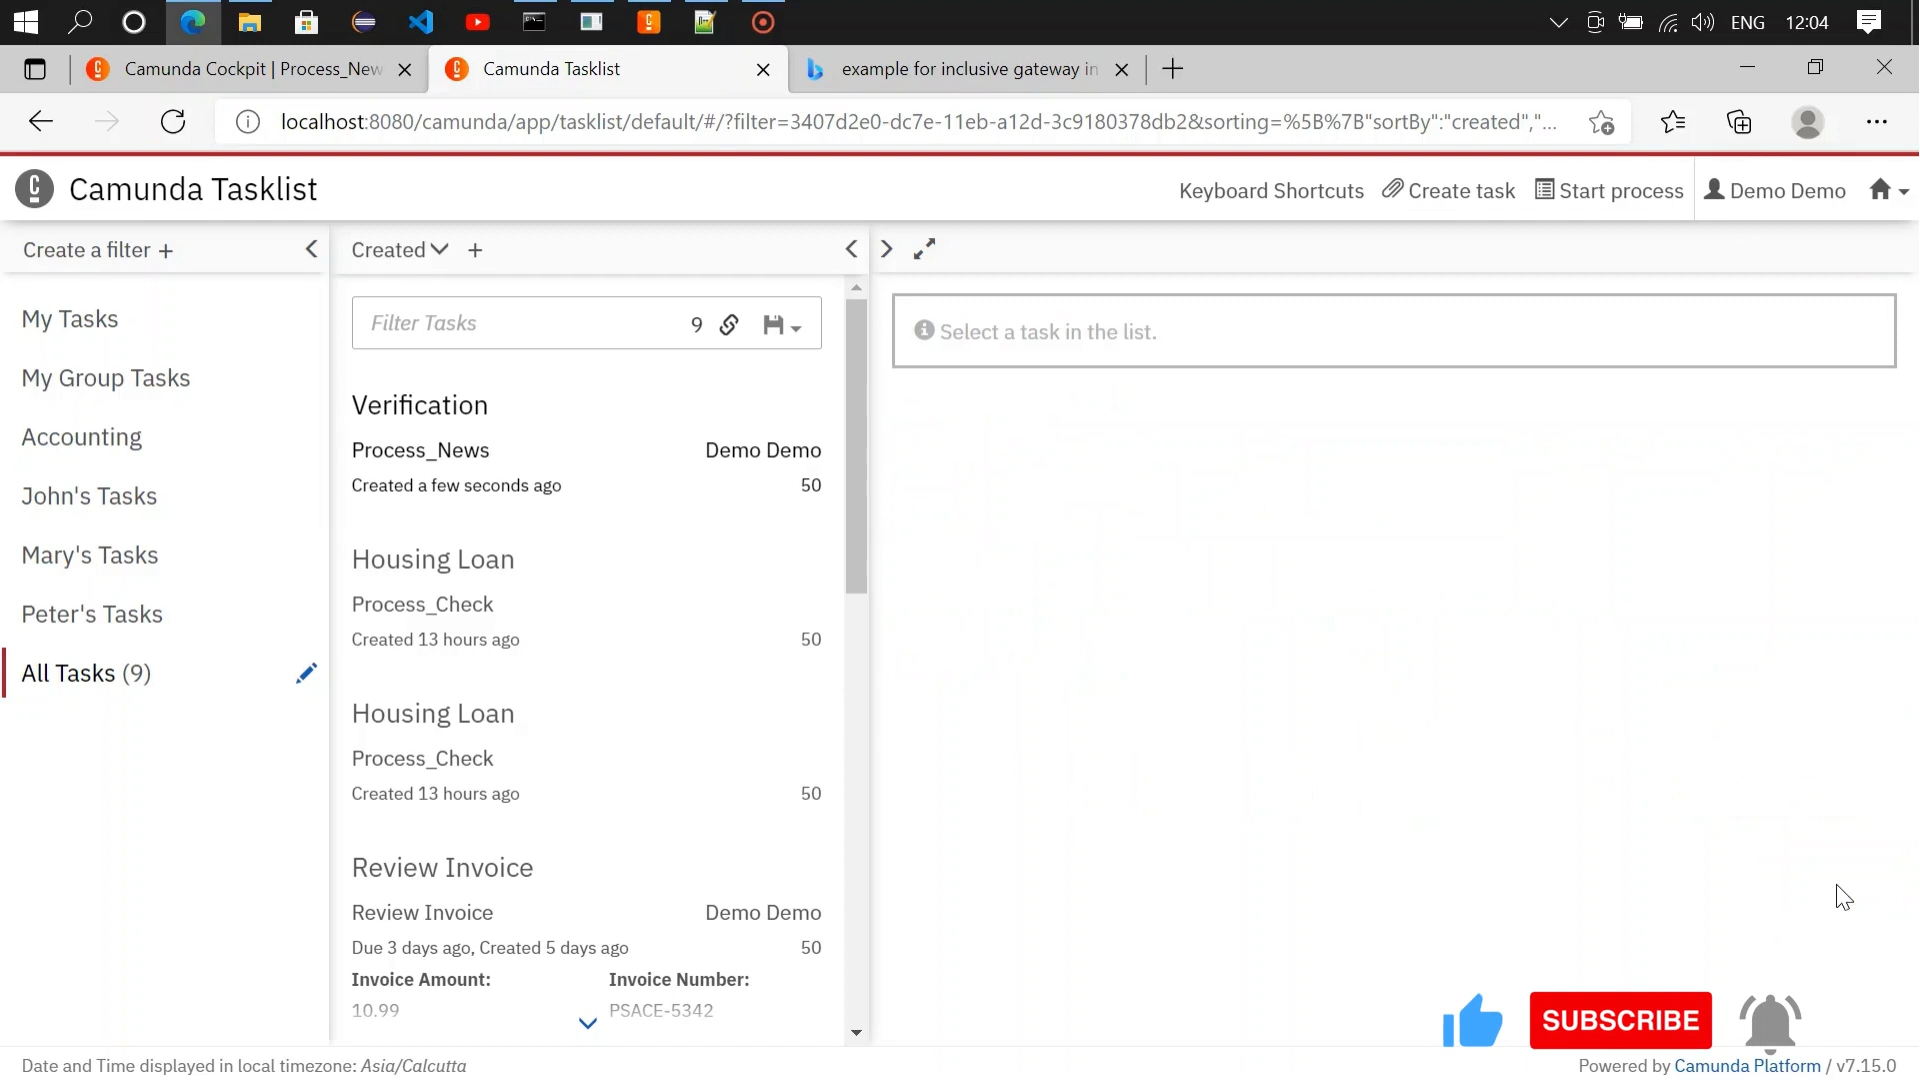 ENG 12:04
Camunda Cockpit | Process_New
Camunda Tasklist
example for inclusive gateway in
localhost:8080/camunda/app/tasklist/default/#/?filter=3407d2e0-dc7e-11eb-a12d-3c9180378db2&sorting=%5B%7B"sortBy":"created","...
Camunda Tasklist
Keyboard Shortcuts Create task Start process Demo Demo
Create a filter +
Created +
My Tasks
My Group Tasks
Accounting
John's Tasks
Mary's Tasks
Peter's Tasks
All Tasks (9)
Filter Tasks 9
Verification
Process_News Demo Demo
Created a few seconds ago 50
Housing Loan
Process_Check
Created 13 hours ago 50
Housing Loan
Process_Check
Created 13 hours ago 50
Review Invoice
Review Invoice Demo Demo
Due 3 days ago, Created 5 days ago 50
Invoice Amount: Invoice Number:
10.99 PSACE-5342
Select a task in the list.
SUBSCRIBE
Date and Time displayed in local timezone: Asia/Calcutta
Powered by Camunda Platform / v7.15.0